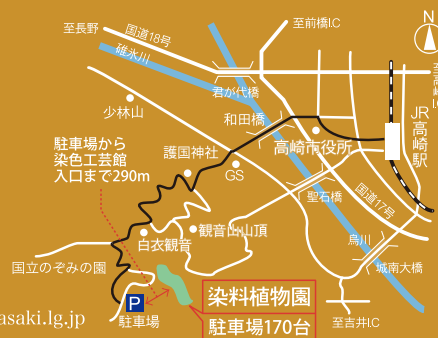 至長野
国道18号
碓氷川
至前橋I.C
N
君が代橋
至高崎I.C
少林山
和田橋
高崎市役所
JR高崎駅
駐車場から
染色工芸館
入口まで290m
護国神社
GS
聖石橋
国道17号
白衣観音
観音山山頂
烏川
国立のぞみの園
城南大橋
P
染料植物園
駐車場170台
asaki.lg.jp
駐車場
至吉井I.C